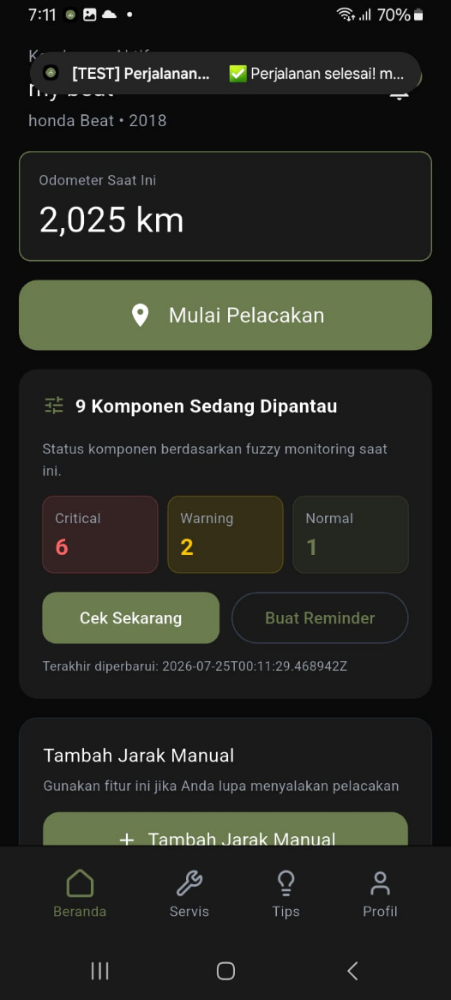 7:11
70%
[TEST] Perjalanan... ✅ Perjalanan selesai! m...
my beat
honda Beat • 2018
Odometer Saat Ini
2,025 km
Mulai Pelacakan
9 Komponen Sedang Dipantau
Status komponen berdasarkan fuzzy monitoring saat
ini.
Critical
6
Warning
2
Normal
1
Cek Sekarang
Buat Reminder
Terakhir diperbarui: 2026-07-25T00:11:29.468942Z
Tambah Jarak Manual
Gunakan fitur ini jika Anda lupa menyalakan pelacakan
+ Tambah Jarak Manual
Beranda
Servis
Tips
Profil